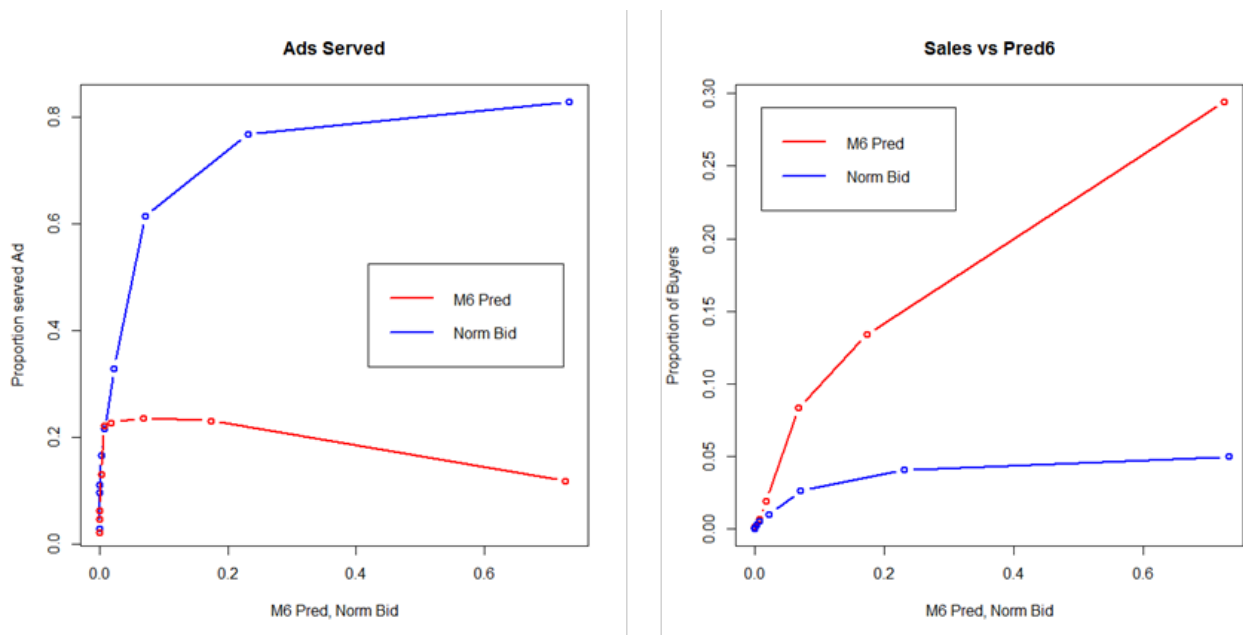 Ads Served
Proportion served Ad
0.8
0.6
0.4
0.2
0.0
M6 Pred
Norm Bid
0.0 0.2 0.4 0.6
M6 Pred, Norm Bid
Sales vs Pred6
Proportion of Buyers
0.30
0.25
0.20
0.15
0.10
0.05
0.00
M6 Pred
Norm Bid
0.0 0.2 0.4 0.6
M6 Pred, Norm Bid